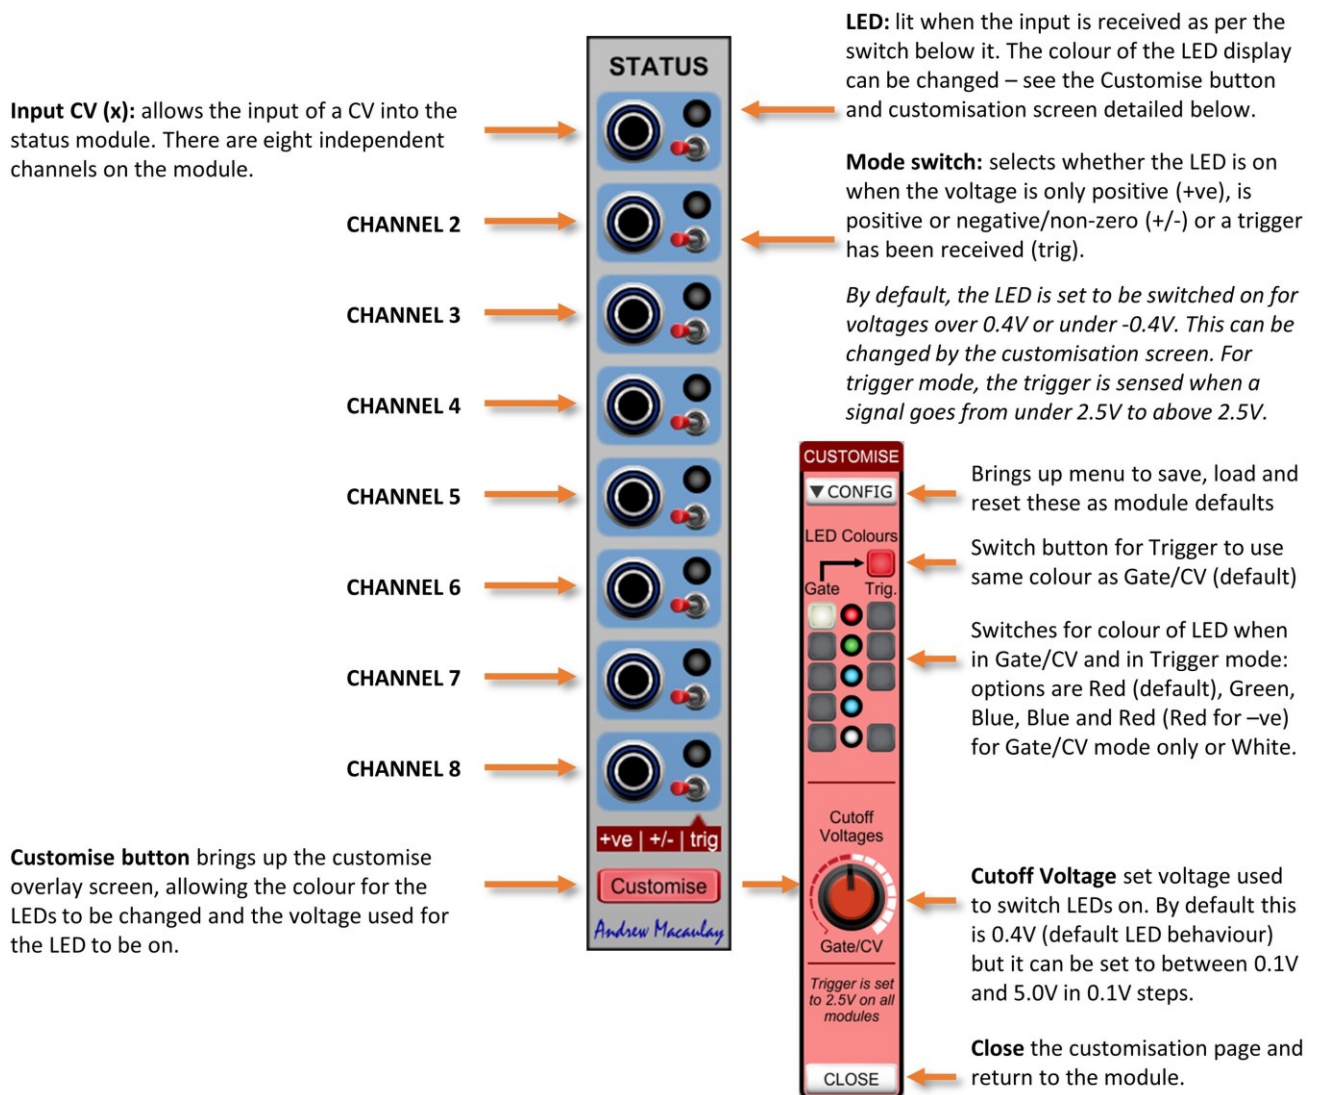 Input CV (x): allows the input of a CV into the
status module. There are eight independent
channels on the module.
CHANNEL 2
CHANNEL 3
CHANNEL 4
CHANNEL 5
CHANNEL 6
CHANNEL 7
CHANNEL 8
Customise button brings up the customise
overlay screen, allowing the colour for the
LEDs to be changed and the voltage used for
the LED to be on.
STATUS
+ve | +/- | trig
Customise
Andrew Macaulay
LED: lit when the input is received as per the
switch below it. The colour of the LED display
can be changed – see the Customise button
and customisation screen detailed below.
Mode switch: selects whether the LED is on
when the voltage is only positive (+ve), is
positive or negative/non-zero (+/-) or a trigger
has been received (trig).
By default, the LED is set to be switched on for
voltages over 0.4V or under -0.4V. This can be
changed by the customisation screen. For
trigger mode, the trigger is sensed when a
signal goes from under 2.5V to above 2.5V.
CUSTOMISE
▼ CONFIG
LED Colours
Gate Trig.
Cutoff
Voltages
Gate/CV
Trigger is set
to 2.5V on all
modules
CLOSE
Brings up menu to save, load and
reset these as module defaults
Switch button for Trigger to use
same colour as Gate/CV (default)
Switches for colour of LED when
in Gate/CV and in Trigger mode:
options are Red (default), Green,
Blue, Blue and Red (Red for –ve)
for Gate/CV mode only or White.
Cutoff Voltage set voltage used
to switch LEDs on. By default this
is 0.4V (default LED behaviour)
but it can be set to between 0.1V
and 5.0V in 0.1V steps.
Close the customisation page and
return to the module.